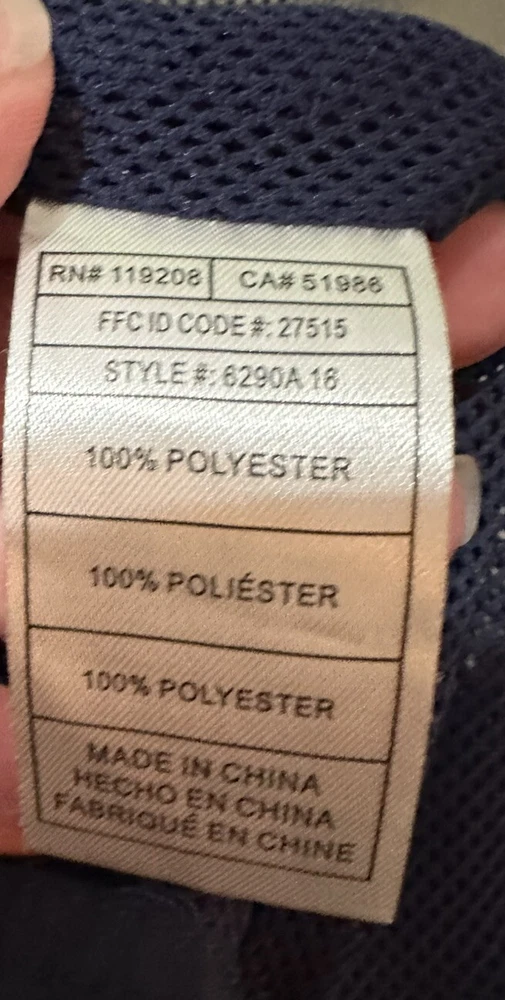 RN# 119208 CA# 51986
FFC ID CODE #: 27515
STYLE #: 6290A 16
100% POLYESTER
100% POLIÉSTER
100% POLYESTER
MADE IN CHINA
HECHO EN CHINA
FABRIQUÉ EN CHINE